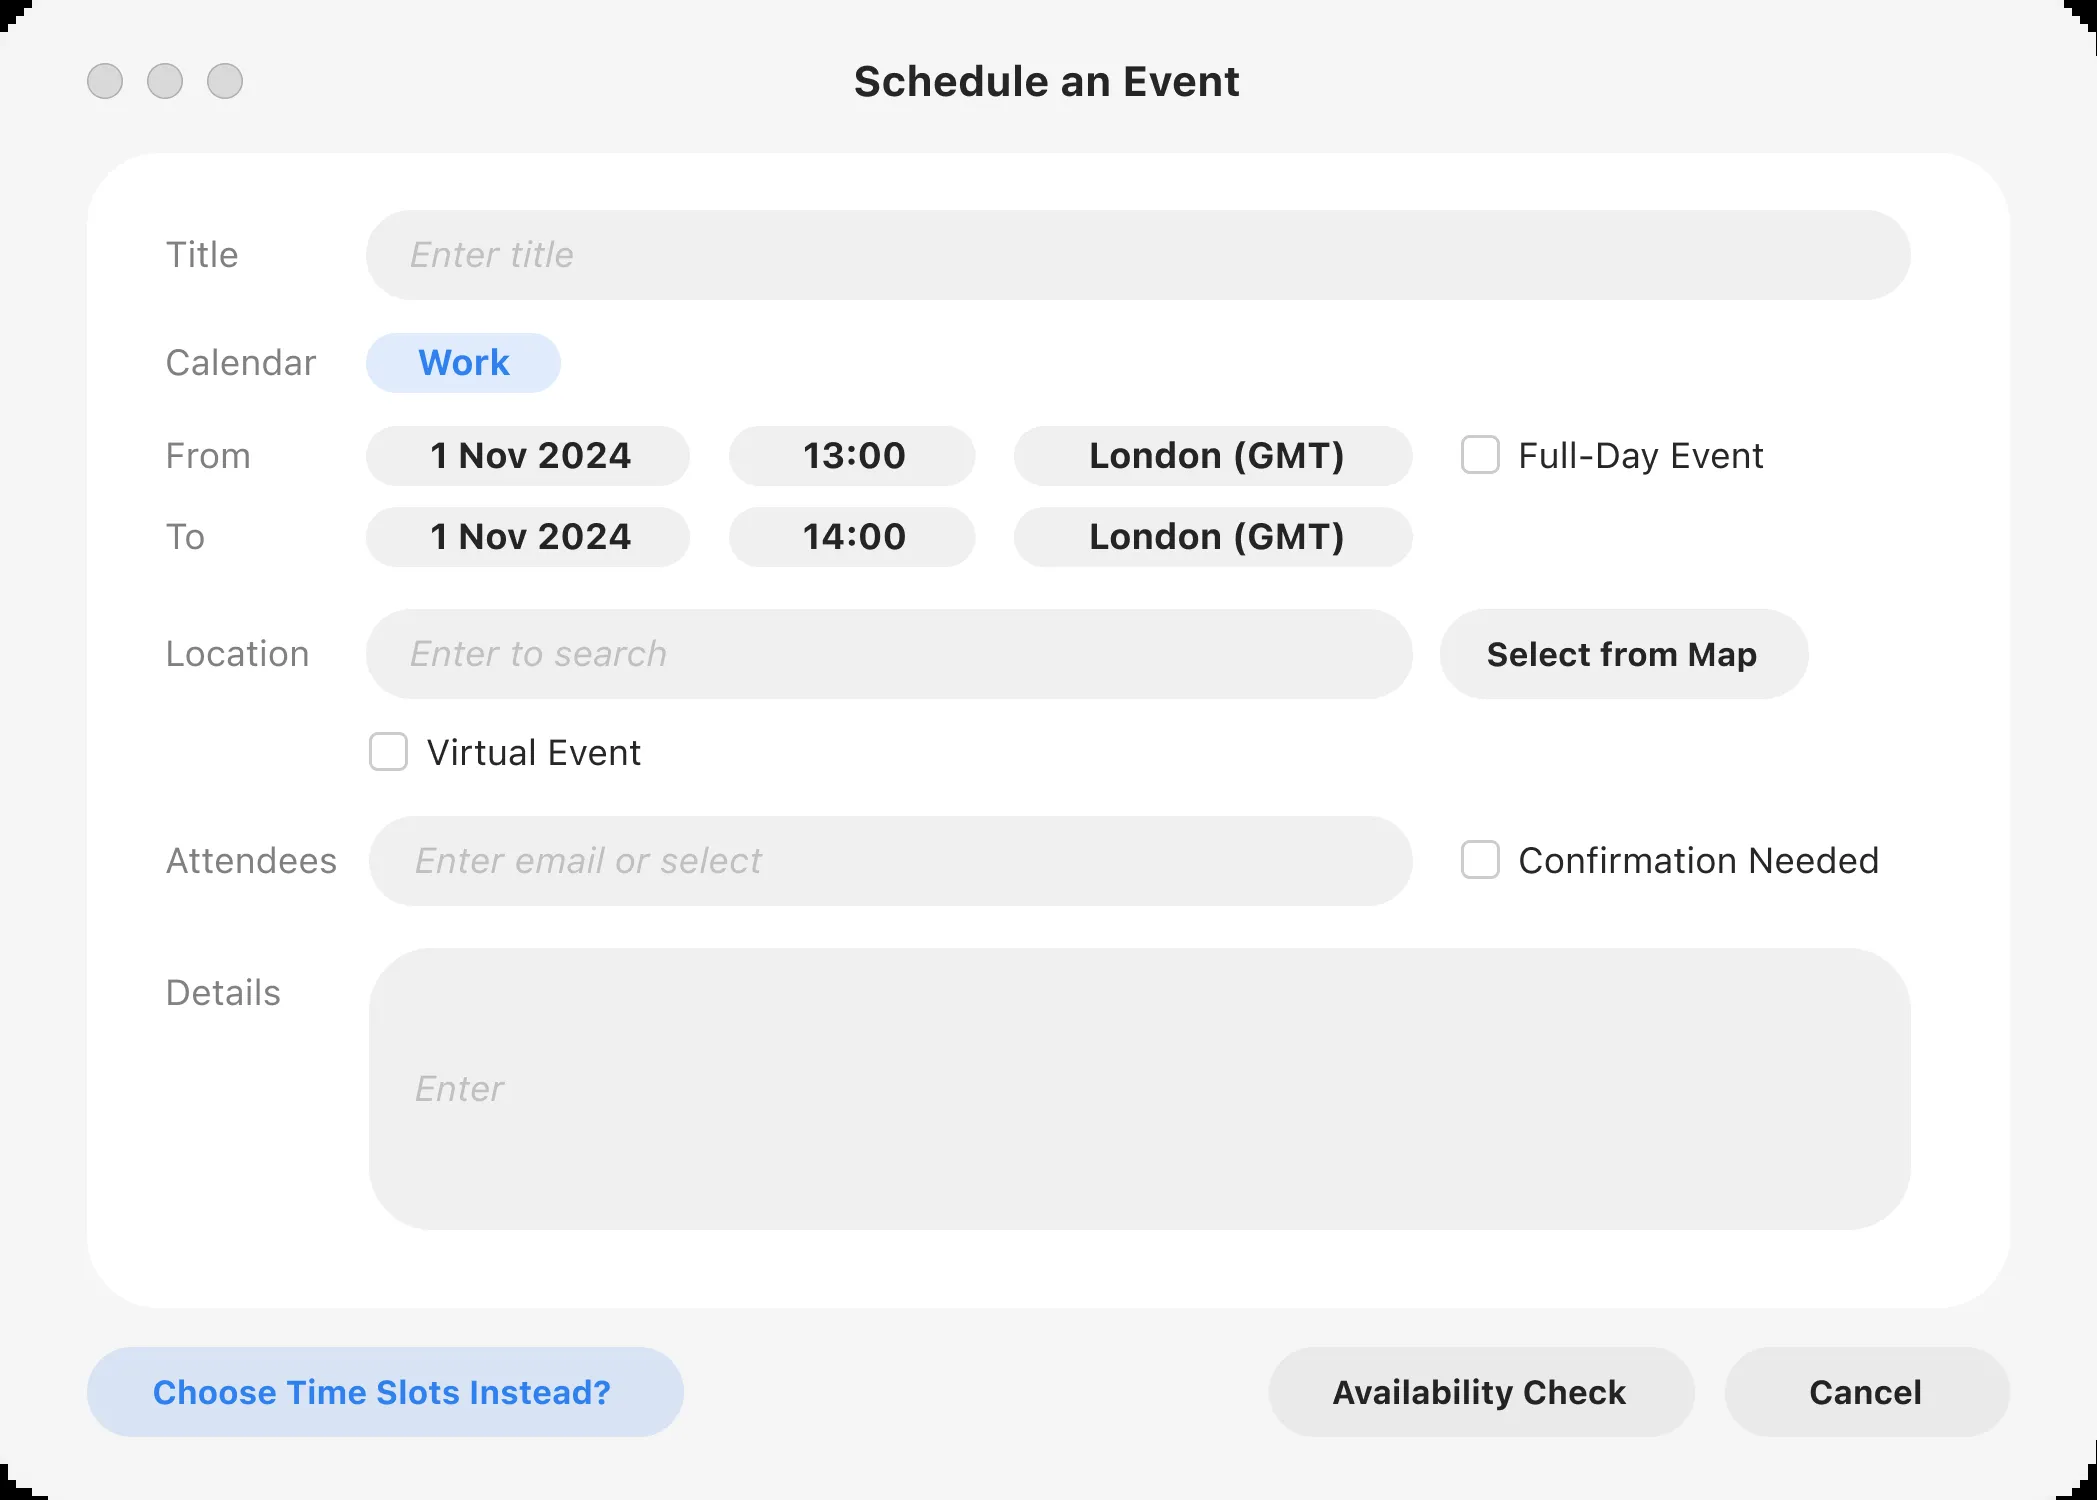 Schedule an Event
Title Enter title
Calendar Work
From 1 Nov 2024 13:00 London (GMT) Full-Day Event
To 1 Nov 2024 14:00 London (GMT)
Location Enter to search Select from Map
Virtual Event
Attendees Enter email or select Confirmation Needed
Details
Enter
Choose Time Slots Instead? Availability Check Cancel